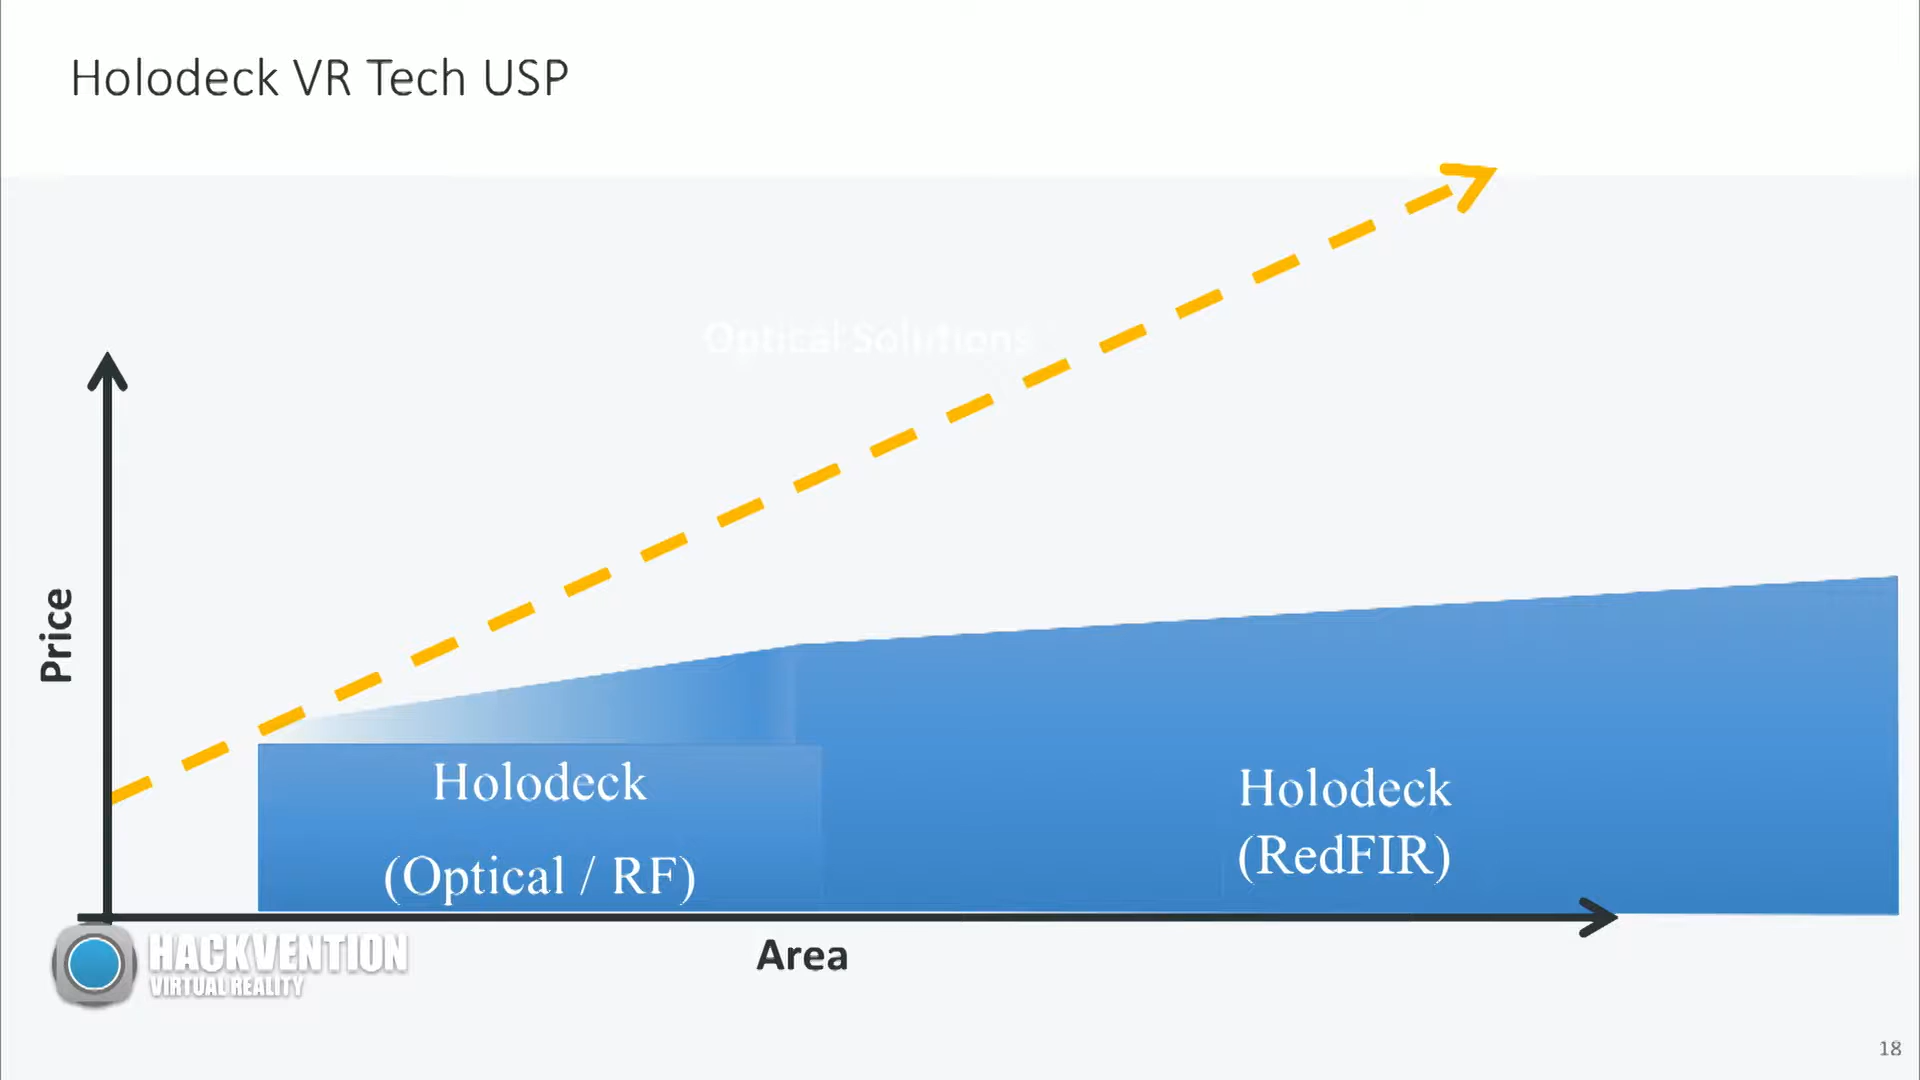 Holodeck VR Tech USP
Optical Solutions
Price
Holodeck
(Optical / RF)
Holodeck
(RedFIR)
Area
HACKVENTION
VIRTUAL REALITY
18